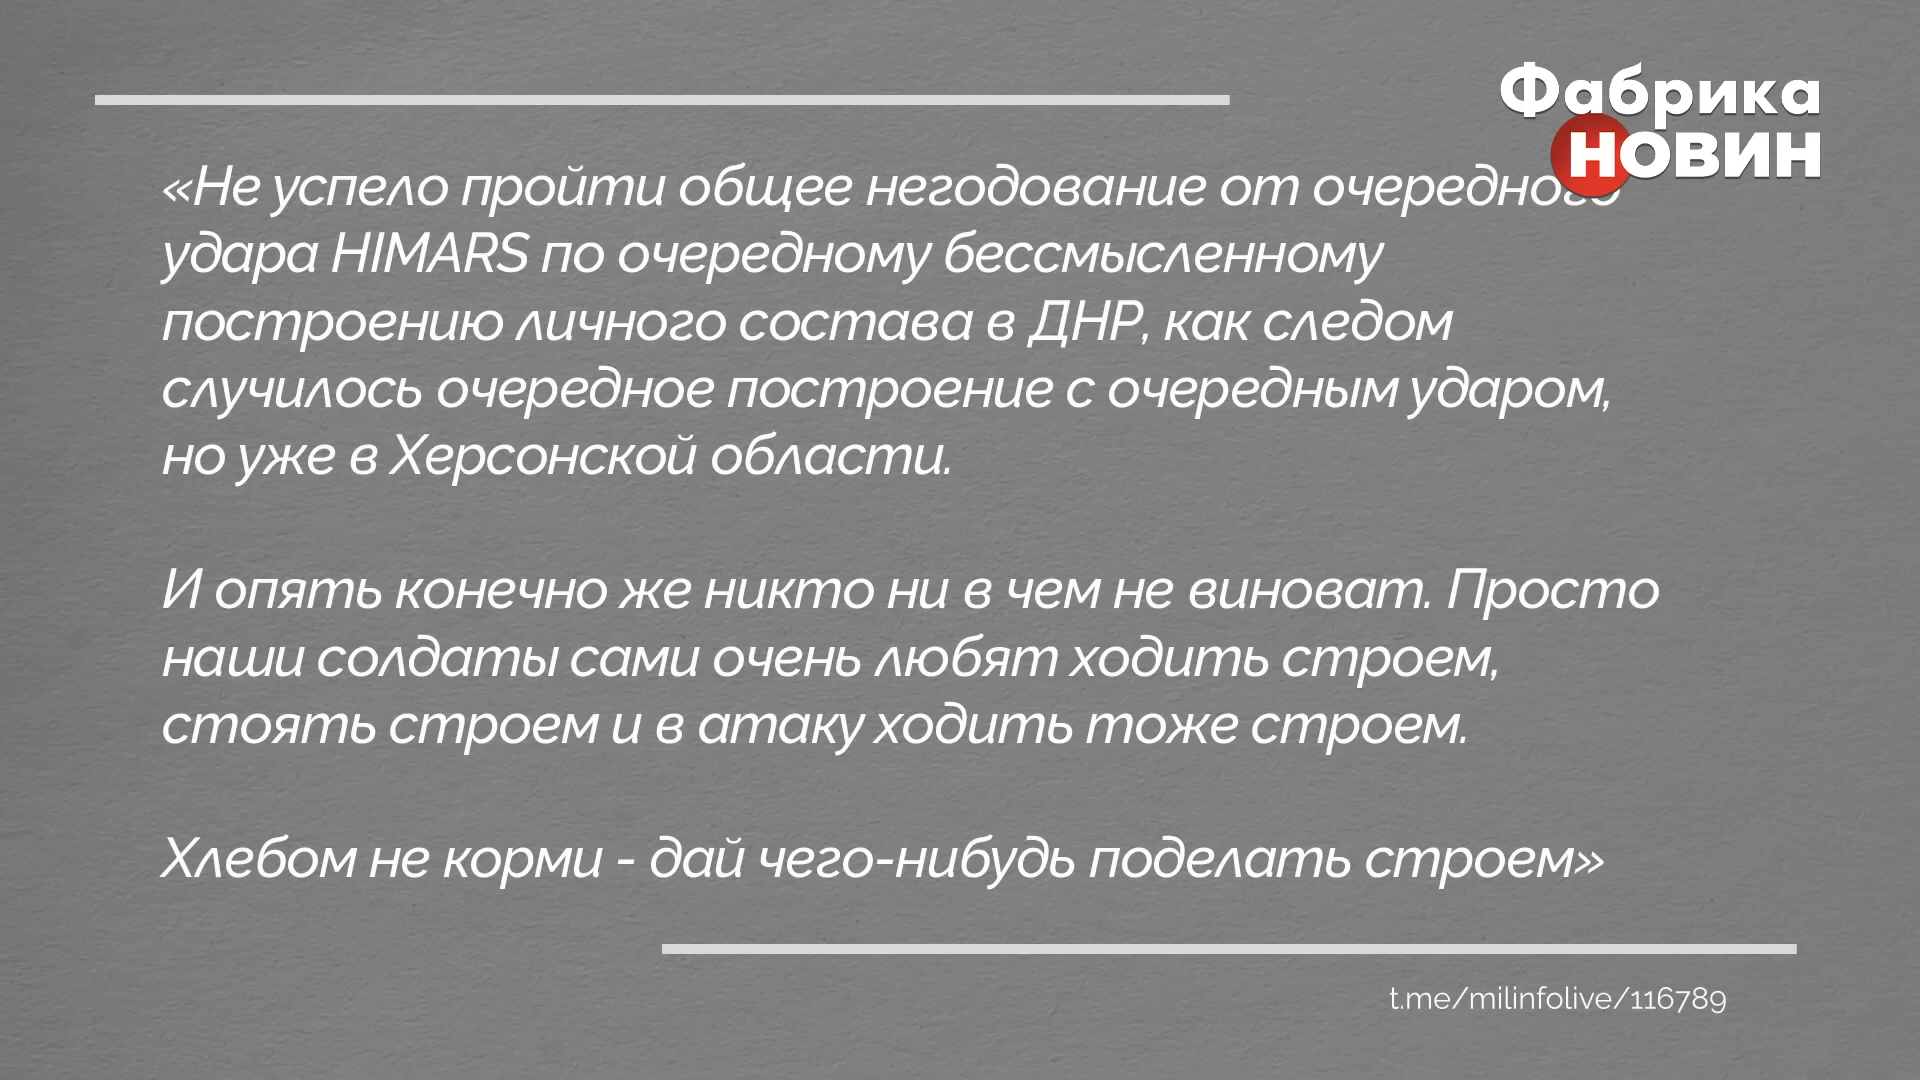 Фабрика
новин
«Не успело пройти общее негодование от очередного
удара HIMARS по очередному бессмысленному
построению личного состава в ДНР, как следом
случилось очередное построение с очередным ударом,
но уже в Херсонской области.
И опять конечно же никто ни в чем не виноват. Просто
наши солдаты сами очень любят ходить строем,
стоять строем и в атаку ходить тоже строем.
Хлебом не корми - дай чего-нибудь поделать строем»
t.me/milinfolive/116789